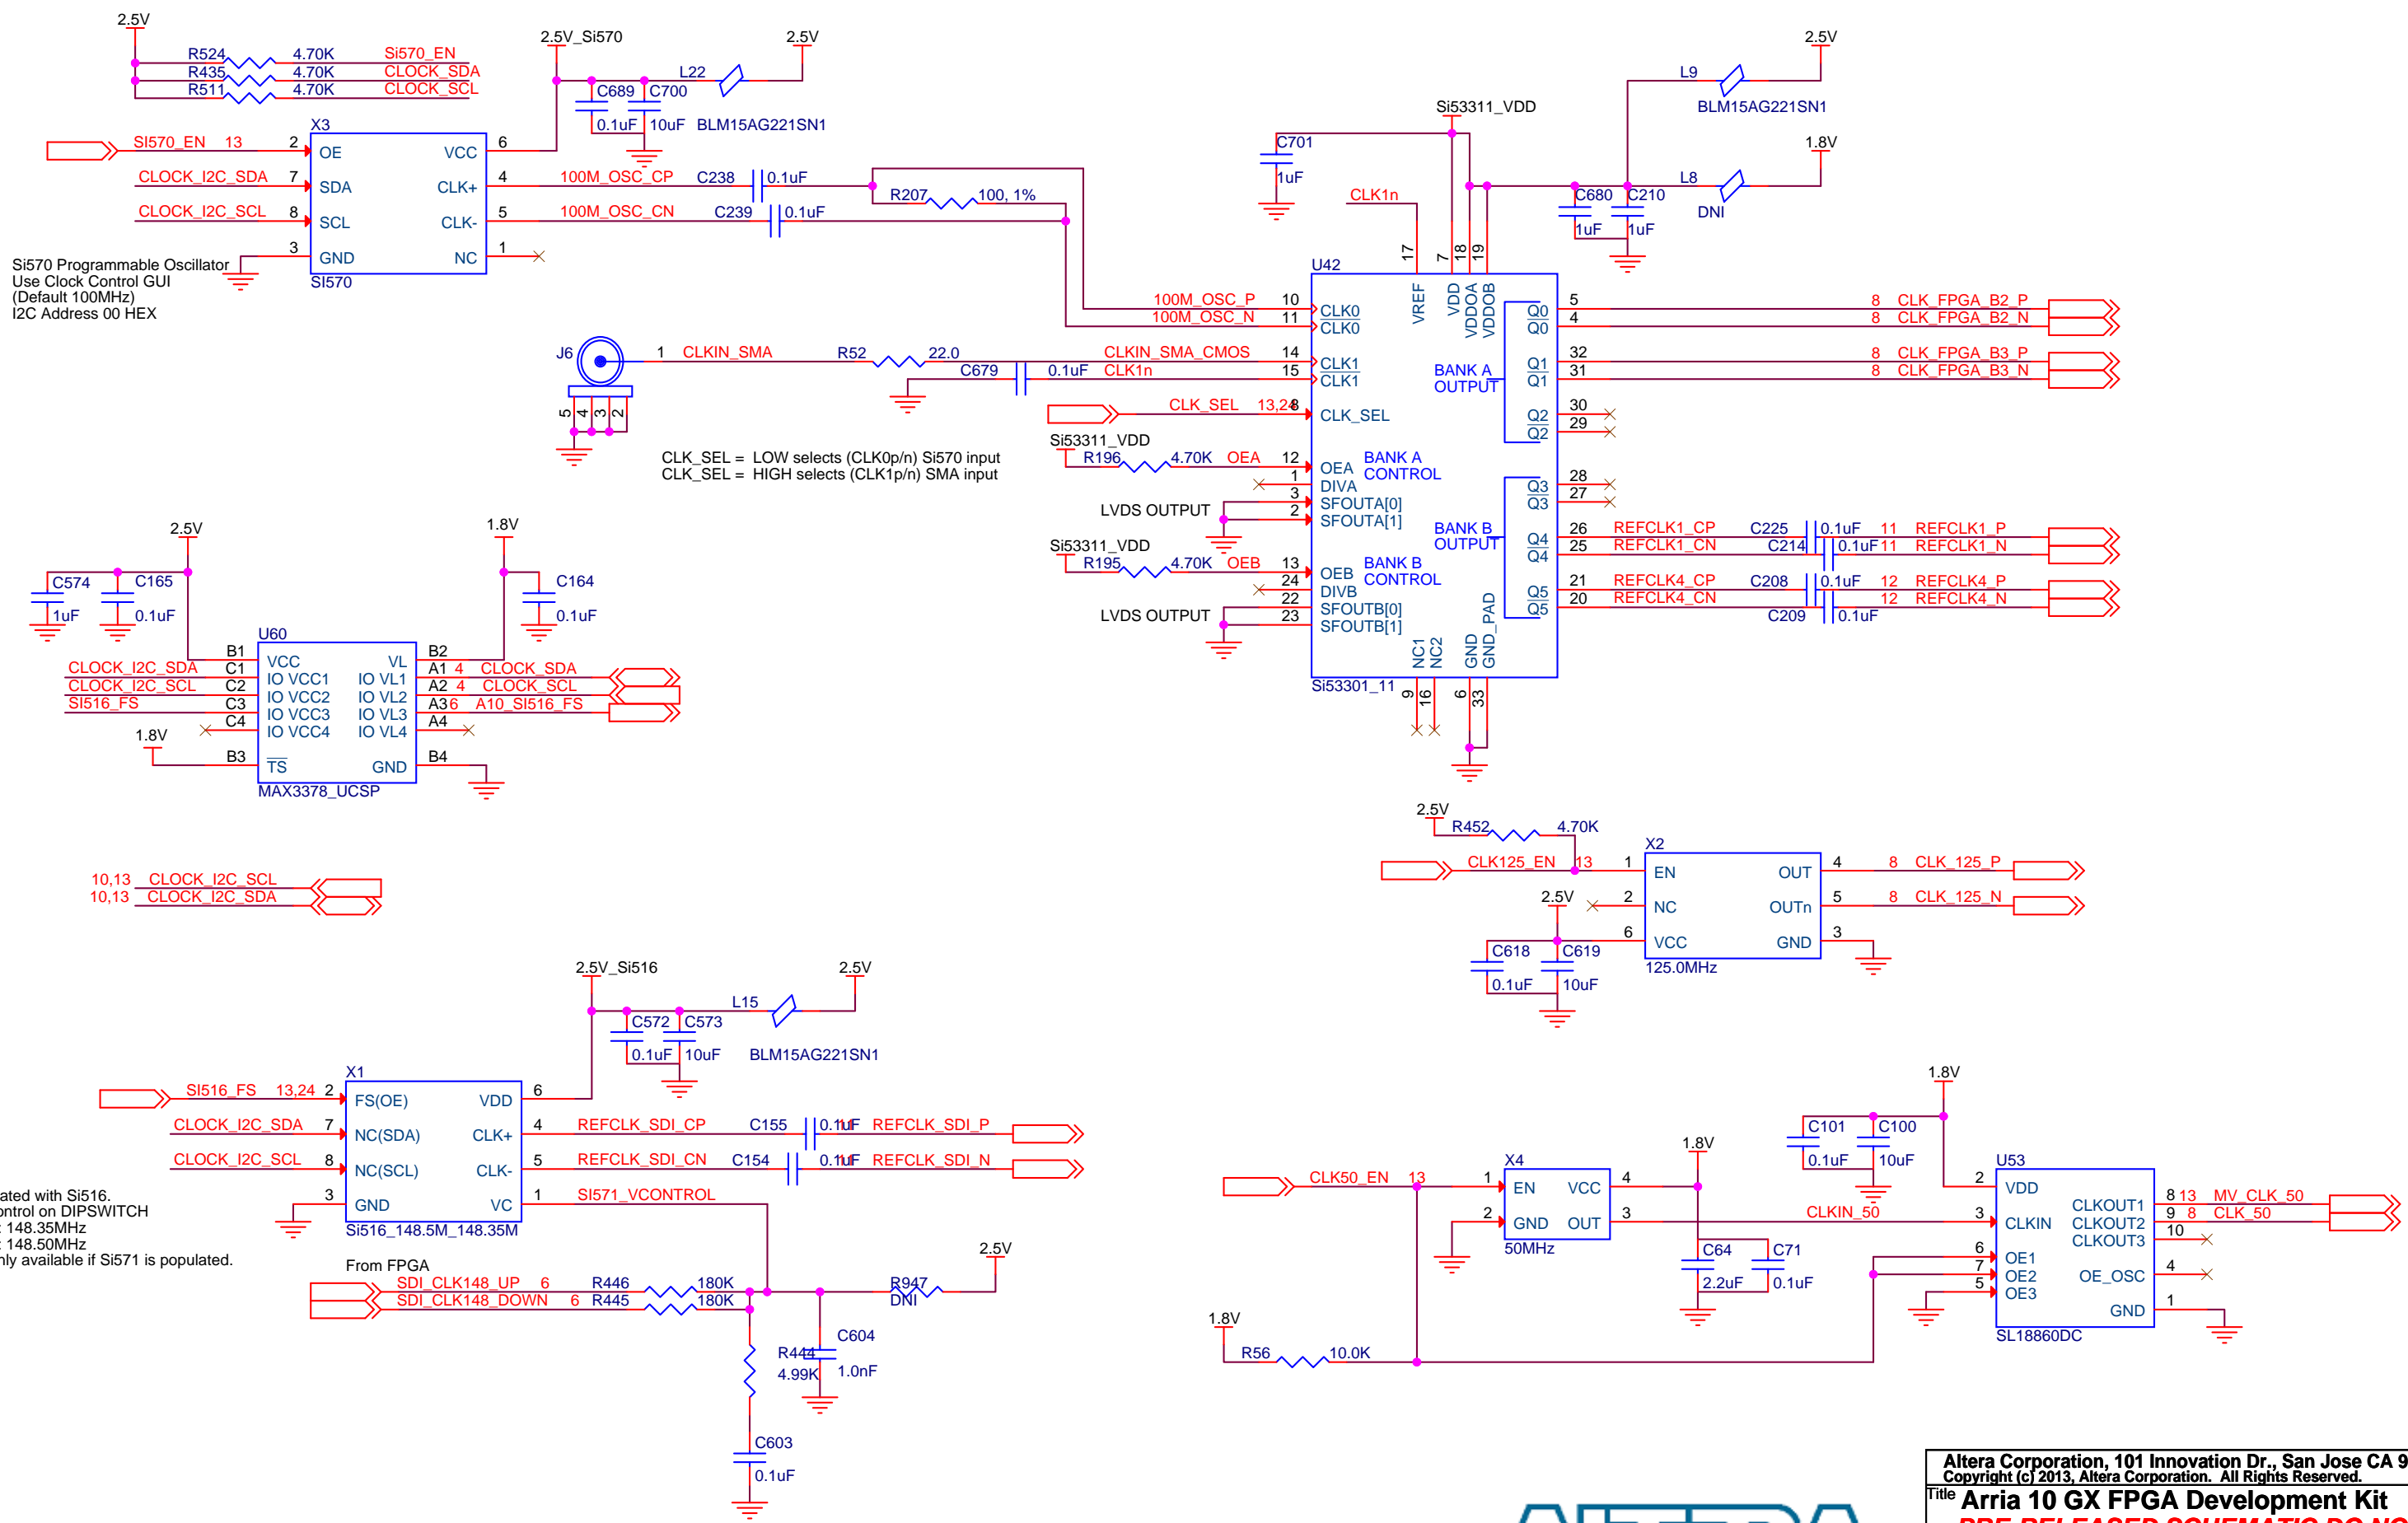 2.5V
R524 4.70K Si570_EN
R435 4.70K CLOCK_SDA
R511 4.70K CLOCK_SCL
2.5V_Si570
2.5V
L22
C689 C700
0.1uF 10uF BLM15AG221SN1
X3
SI570_EN 13 2 OE VCC 6
CLOCK_I2C_SDA 7 SDA CLK+ 4 100M_OSC_CP C238 0.1uF
R207 100, 1%
CLOCK_I2C_SCL 8 SCL CLK- 5 100M_OSC_CN C239 0.1uF
3 GND NC 1
SI570
Si570 Programmable Oscillator
Use Clock Control GUI
(Default 100MHz)
I2C Address 00 HEX
2.5V
L9
BLM15AG221SN1
Si53311_VDD
C701
1uF
1.8V
L8
DNI
C680 C210
1uF 1uF
CLK1n
17 7 18 19
U42
VREF VDD VDDOA VDDOB
100M_OSC_P 10 CLK0 Q0 5 8 CLK_FPGA_B2_P
100M_OSC_N 11 CLK0 Q0 4 8 CLK_FPGA_B2_N
J6 1 CLKIN_SMA R52 22.0 CLKIN_SMA_CMOS 14 CLK1 Q1 32 8 CLK_FPGA_B3_P
C679 0.1uF CLK1n 15 CLK1 Q1 31 8 CLK_FPGA_B3_N
BANK A
OUTPUT
5 4 3 2
CLK_SEL 13,24 8 CLK_SEL
Q2 30
Q2 29
CLK_SEL = LOW selects (CLK0p/n) Si570 input
CLK_SEL = HIGH selects (CLK1p/n) SMA input
Si53311_VDD
R196 4.70K OEA 12 OEA BANK A
CONTROL
1 DIVA Q3 28
LVDS OUTPUT 3 SFOUTA[0] Q3 27
2 SFOUTA[1]
BANK B
OUTPUT
Q4 26 REFCLK1_CP C225 0.1uF 11 REFCLK1_P
Q4 25 REFCLK1_CN C214 0.1uF 11 REFCLK1_N
Si53311_VDD
R195 4.70K OEB 13 OEB BANK B
CONTROL
24 DIVB Q5 21 REFCLK4_CP C208 0.1uF 12 REFCLK4_P
LVDS OUTPUT 22 SFOUTB[0] Q5 20 REFCLK4_CN C209 0.1uF 12 REFCLK4_N
23 SFOUTB[1]
NC1 NC2 GND GND_PAD
Si53301_11
9 16 6 33
2.5V 1.8V
C574 C165 C164
1uF 0.1uF 0.1uF
U60
B1 VCC VL B2
CLOCK_I2C_SDA C1 IO VCC1 IO VL1 A1 4 CLOCK_SDA
CLOCK_I2C_SCL C2 IO VCC2 IO VL2 A2 4 CLOCK_SCL
SI516_FS C3 IO VCC3 IO VL3 A3 6 A10_SI516_FS
C4 IO VCC4 IO VL4 A4
1.8V
B3 TS GND B4
MAX3378_UCSP
10,13 CLOCK_I2C_SCL
10,13 CLOCK_I2C_SDA
2.5V
R452 4.70K
X2
CLK125_EN 13 1 EN OUT 4 8 CLK_125_P
2.5V
2 NC OUTn 5 8 CLK_125_N
6 VCC GND 3
125.0MHz
C618 C619
0.1uF 10uF
2.5V_Si516 2.5V
L15
C572 C573
0.1uF 10uF BLM15AG221SN1
X1
SI516_FS 13,24 2 FS(OE) VDD 6
CLOCK_I2C_SDA 7 NC(SDA) CLK+ 4 REFCLK_SDI_CP C155 0.1uF REFCLK_SDI_P
CLOCK_I2C_SCL 8 NC(SCL) CLK- 5 REFCLK_SDI_CN C154 0.1uF REFCLK_SDI_N
3 GND VC 1 SI571_VCONTROL
Si516_148.5M_148.35M
ated with Si516.
ontrol on DIPSWITCH
: 148.35MHz
: 148.50MHz
nly available if Si571 is populated.
From FPGA
SDI_CLK148_UP 6 R446 180K
SDI_CLK148_DOWN 6 R445 180K
2.5V
R947
DNI
R444
4.99K
C604
1.0nF
C603
0.1uF
1.8V
C101 C100
0.1uF 10uF
1.8V
X4
CLK50_EN 13 1 EN VCC 4
2 GND OUT 3 CLKIN_50
50MHz
C64 C71
2.2uF 0.1uF
U53
2 VDD
CLKOUT1 8 13 MV_CLK_50
3 CLKIN CLKOUT2 9 8 CLK_50
CLKOUT3 10
6 OE1
7 OE2 OE_OSC 4
5 OE3
GND 1
SL18860DC
1.8V
R56 10.0K
ALTERA
Altera Corporation, 101 Innovation Dr., San Jose CA 9
Copyright (c) 2013, Altera Corporation. All Rights Reserved.
Title Arria 10 GX FPGA Development Kit
PRE-RELEASED SCHEMATIC DO NO